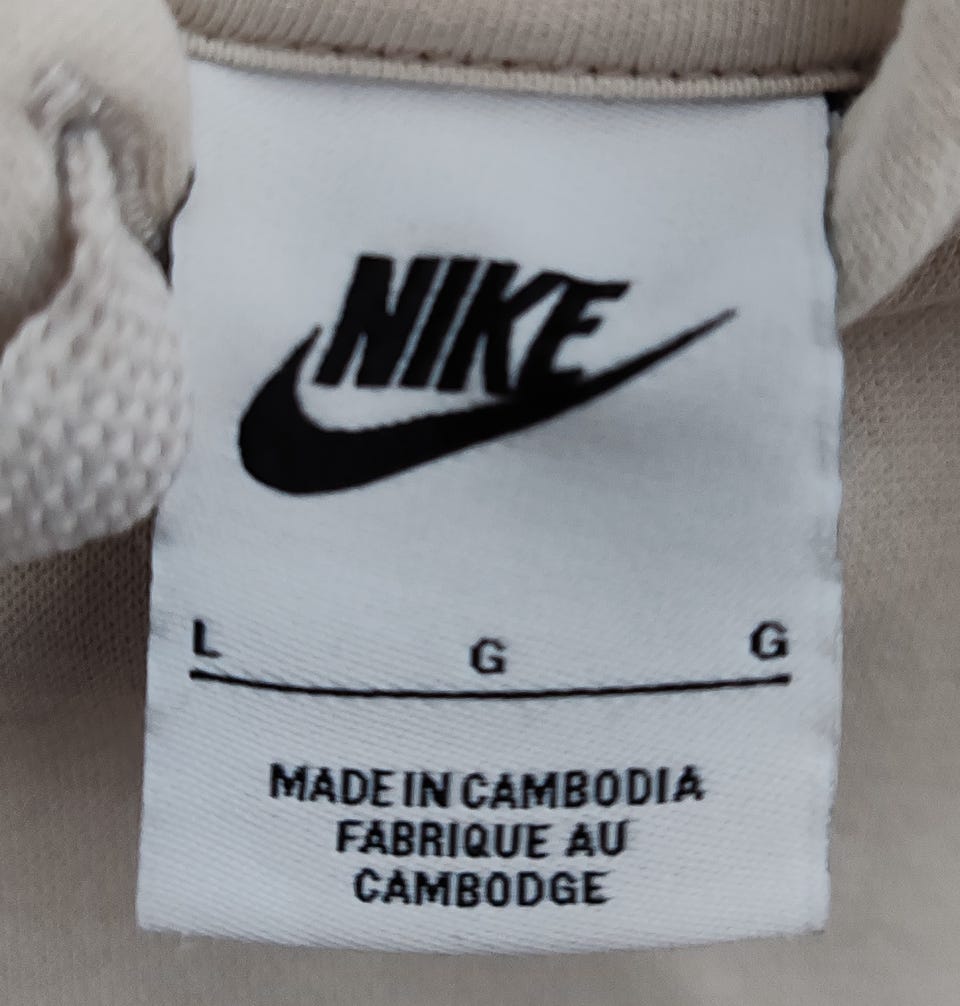 NIKE
L G G
MADE IN CAMBODIA
FABRIQUE AU
CAMBODGE